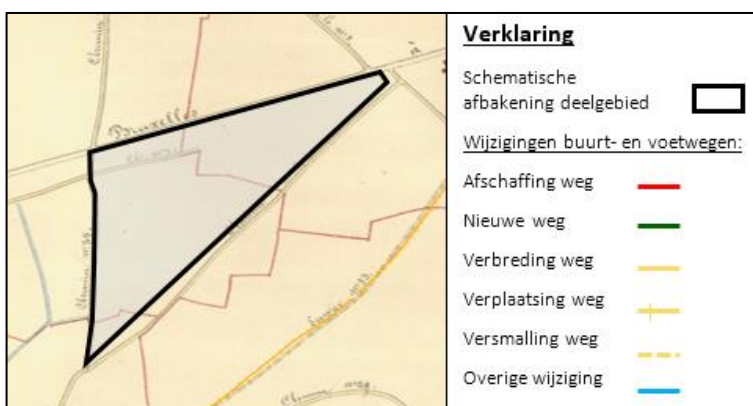 Bruxelles
Verklaring
Schematische
afbakening deelgebied
Wijzigingen buurt- en voetwegen:
Afschaffing weg
Nieuwe weg
Verbreding weg
Verplaatsing weg
Versmalling weg
Overige wijziging